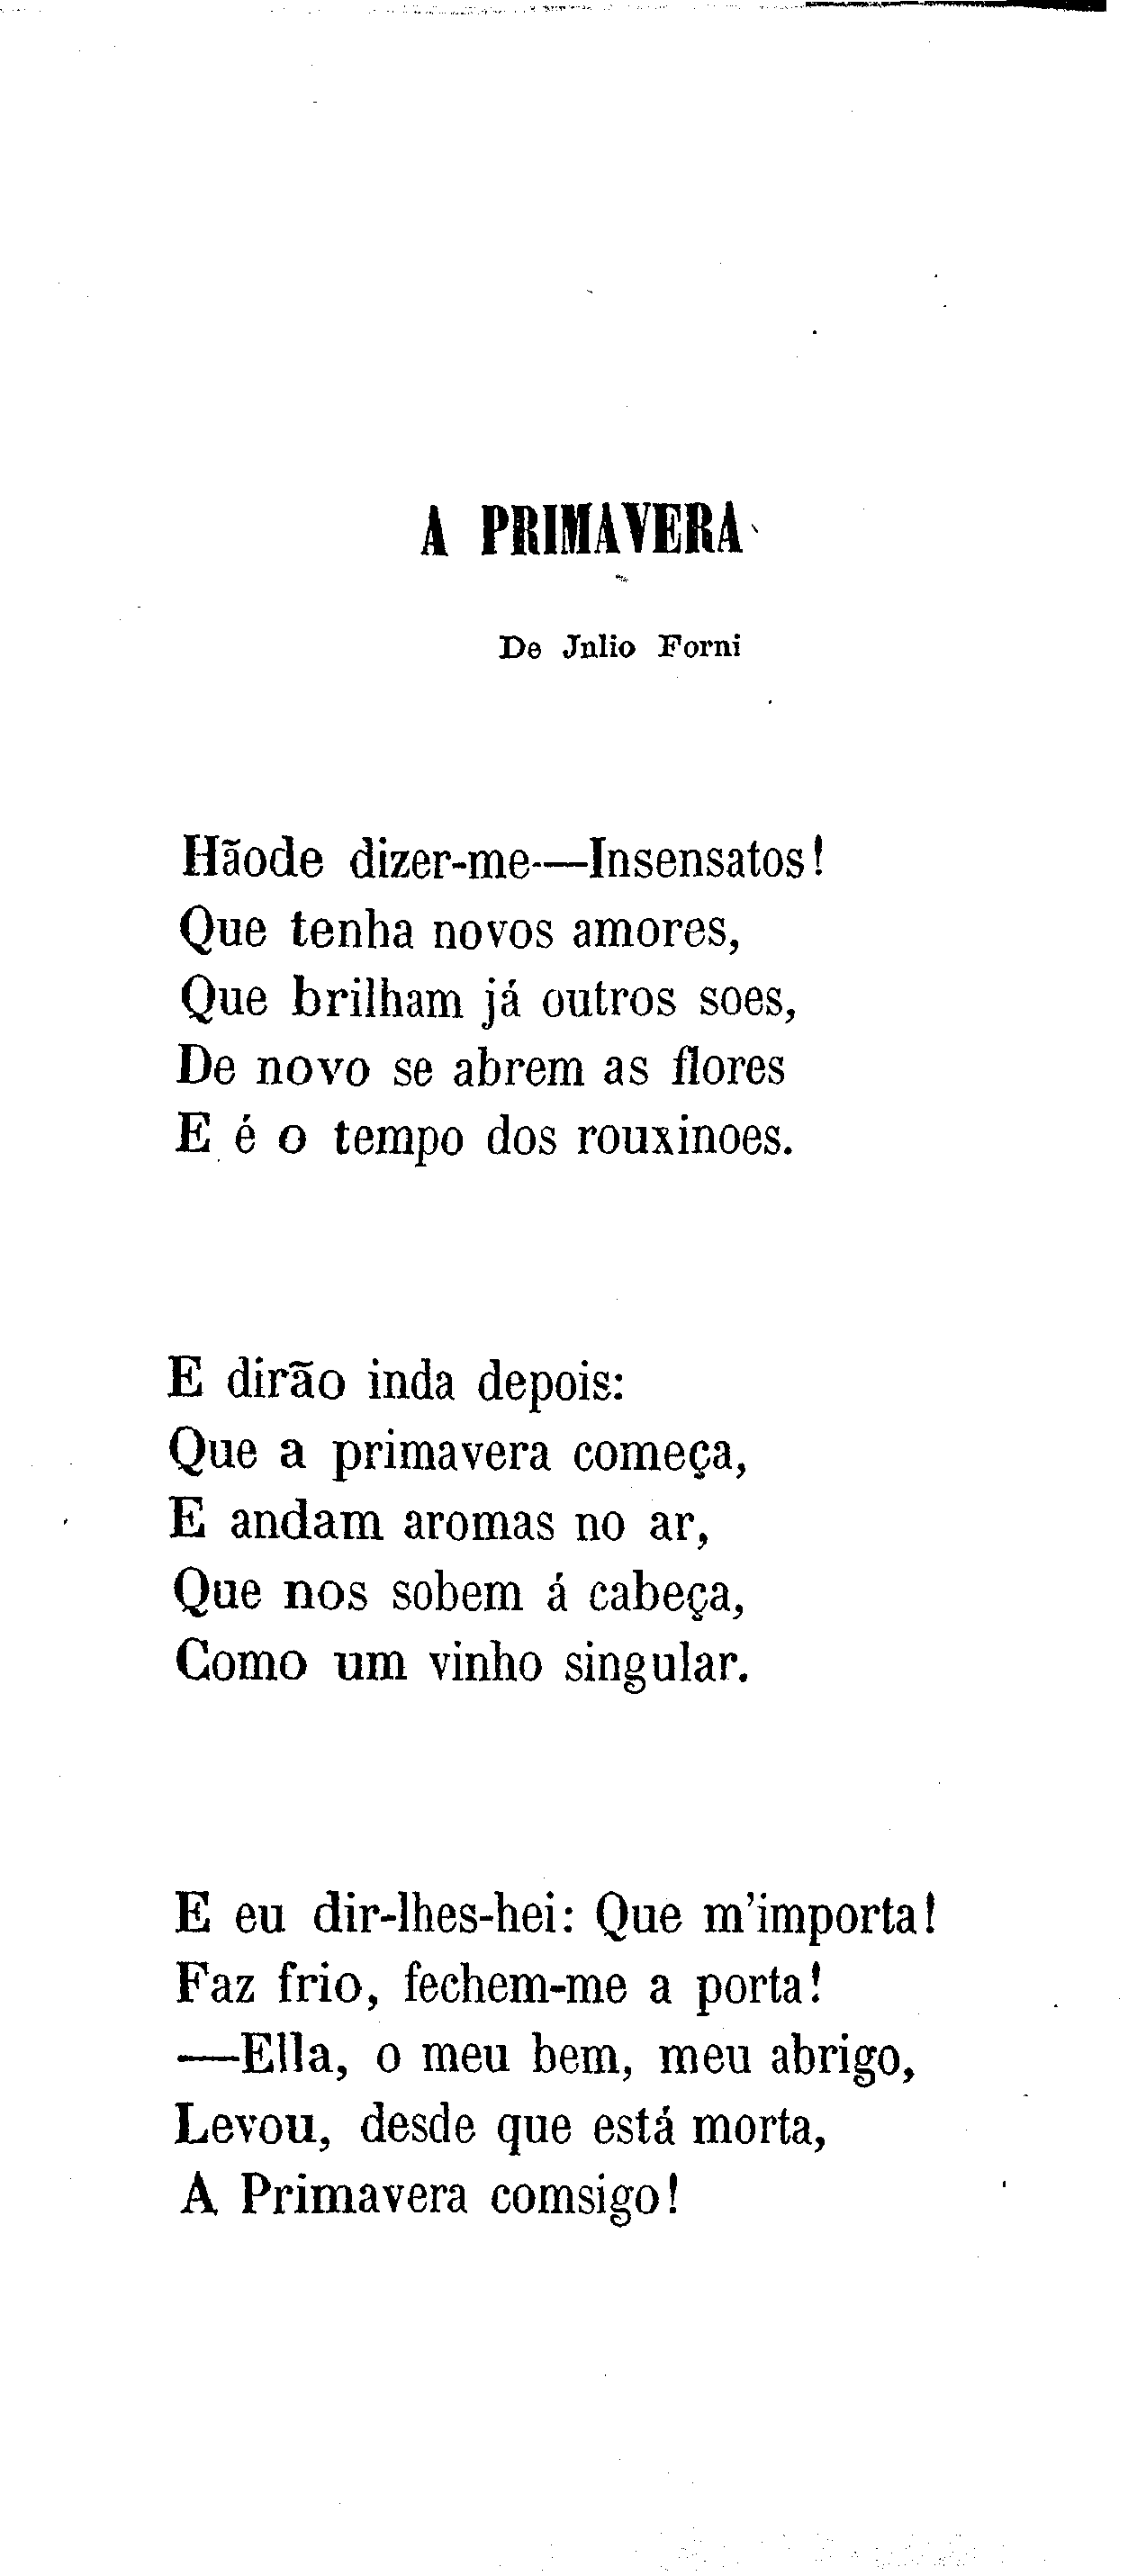 A PRIMAVERA
De Jnlio Forni
Hãode dizer-me—Insensatos!
Que tenha novos amores,
Que brilham já outros soes,
De novo se abrem as flores
E é o tempo dos rouxinoes.
E dirão inda depois:
Que a primavera começa,
E andam aromas no ar,
Que nos sobem á cabeça,
Como um vinho singular.
E eu dir-lhes-hei: Que m'importa!
Faz frio, fechem-me a porta!
—Ella, o meu bem, meu abrigo,
Levou, desde que está morta,
A Primavera comsigo!